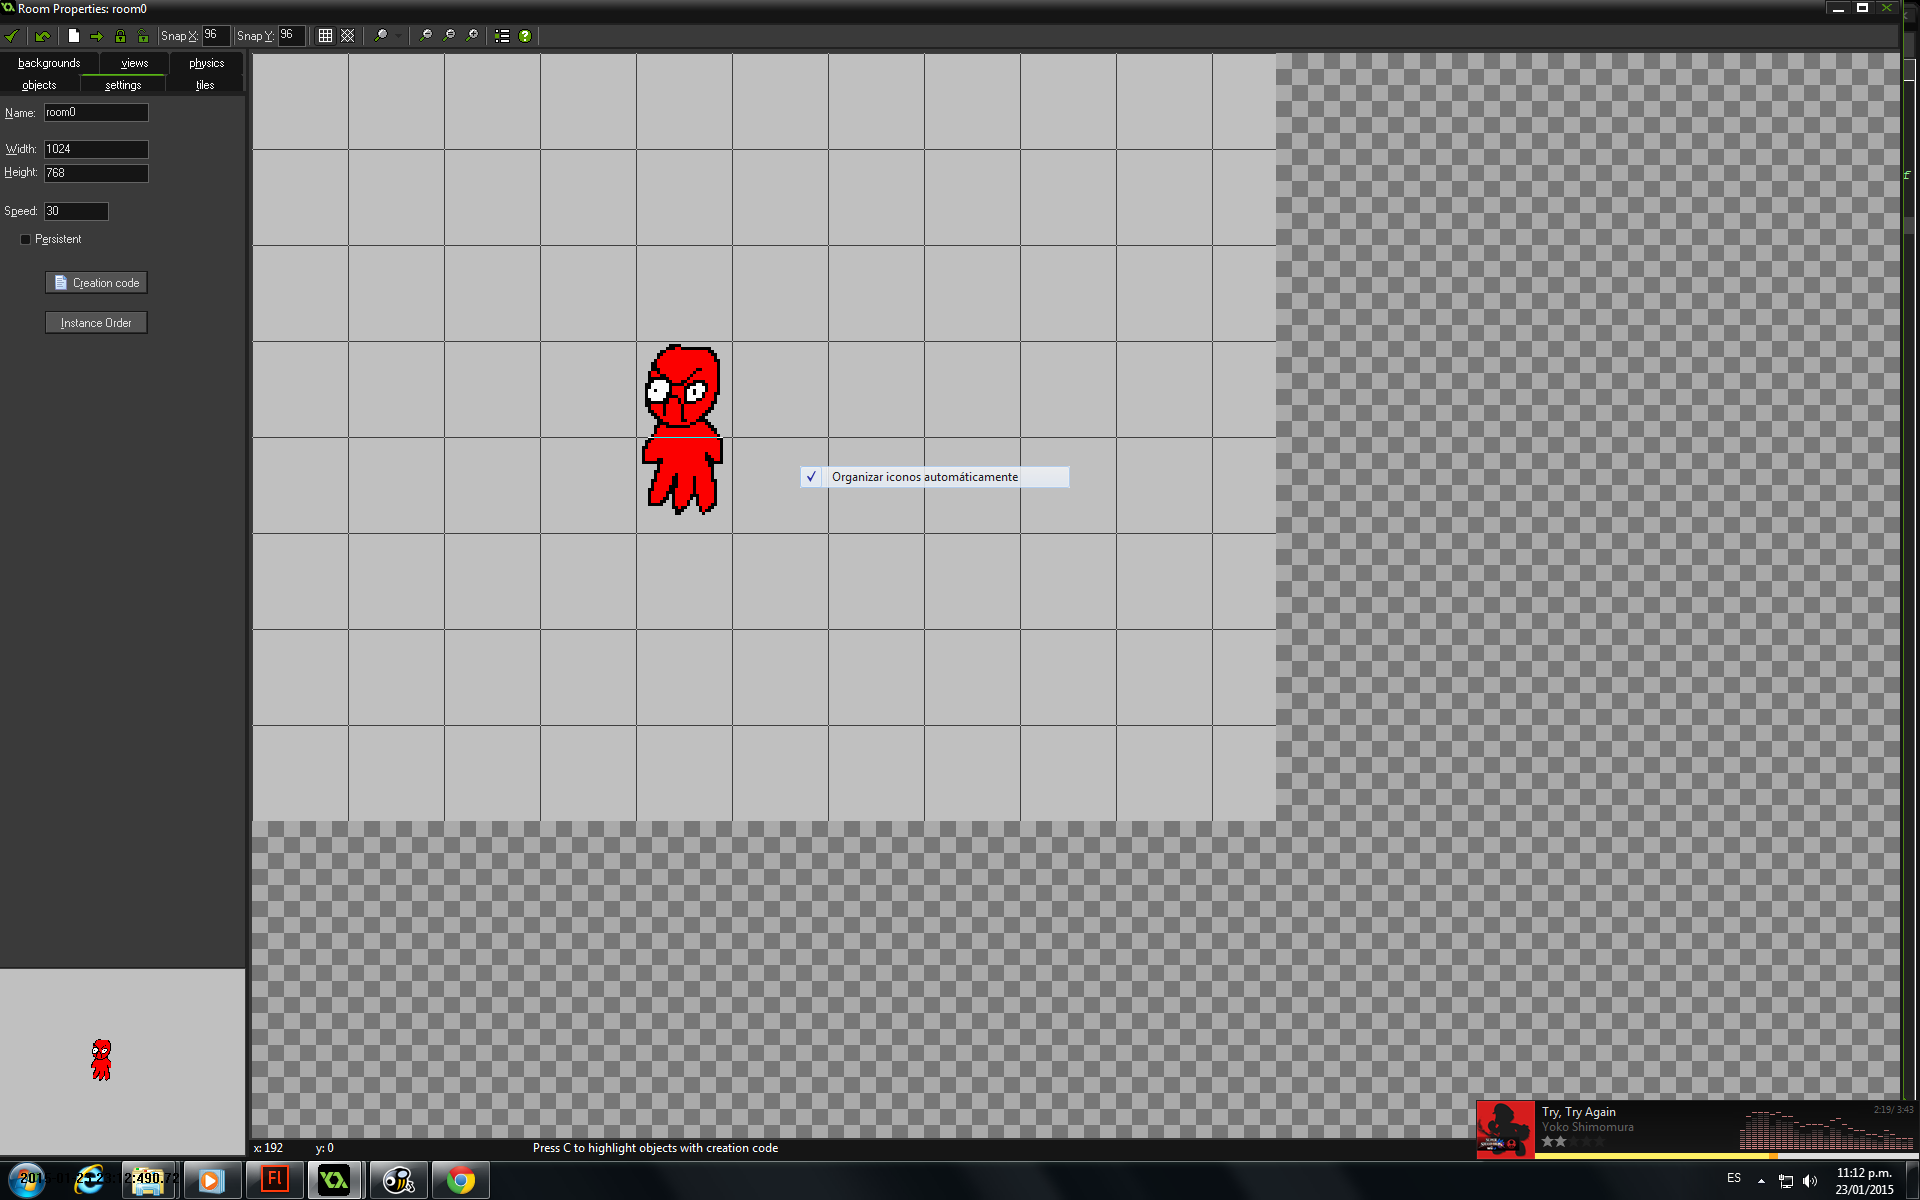 Room Properties: room0
Snap X: 96 Snap Y: 96
backgrounds views physics
objects settings tiles
Name: room0
Width: 1024
Height: 768
Speed: 30
Persistent
Creation code
Instance Order
✓ Organizar iconos automáticamente
x: 192 y: 0 Press C to highlight objects with creation code
Try, Try Again 2:19/ 3:43
Yoko Shimomura
Fl
ES
11:12 p.m.
23/01/2015